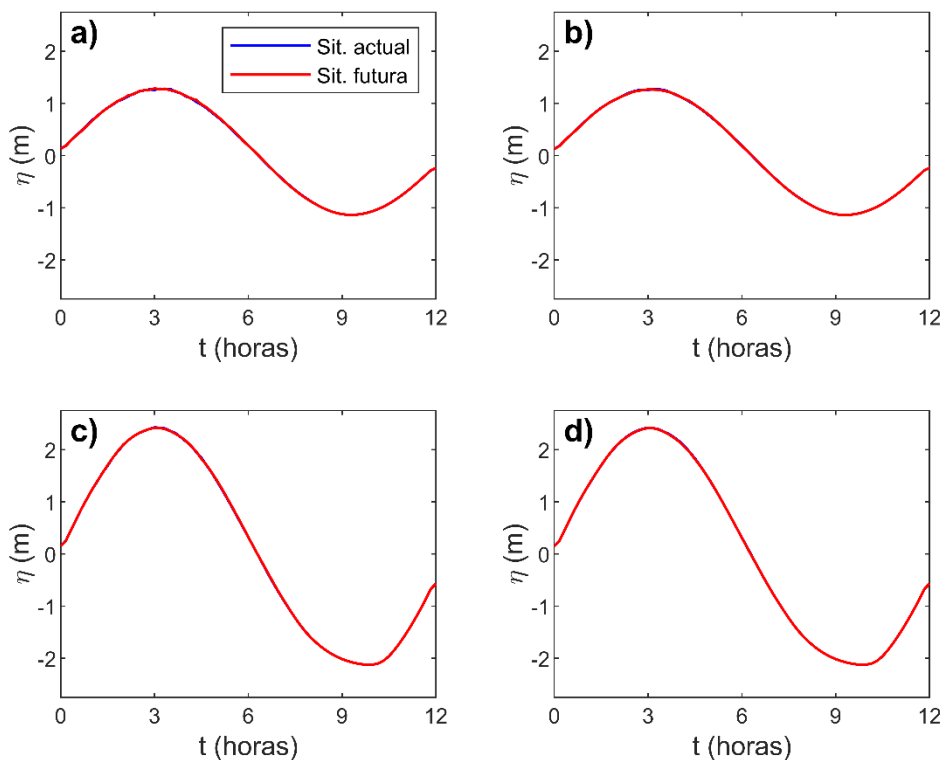 a)
Sit. actual
Sit. futura
2
1
0
-1
-2
η (m)
0 3 6 9 12
t (horas)
b)
2
1
0
-1
-2
η (m)
0 3 6 9 12
t (horas)
c)
2
1
0
-1
-2
η (m)
0 3 6 9 12
t (horas)
d)
2
1
0
-1
-2
η (m)
0 3 6 9 12
t (horas)